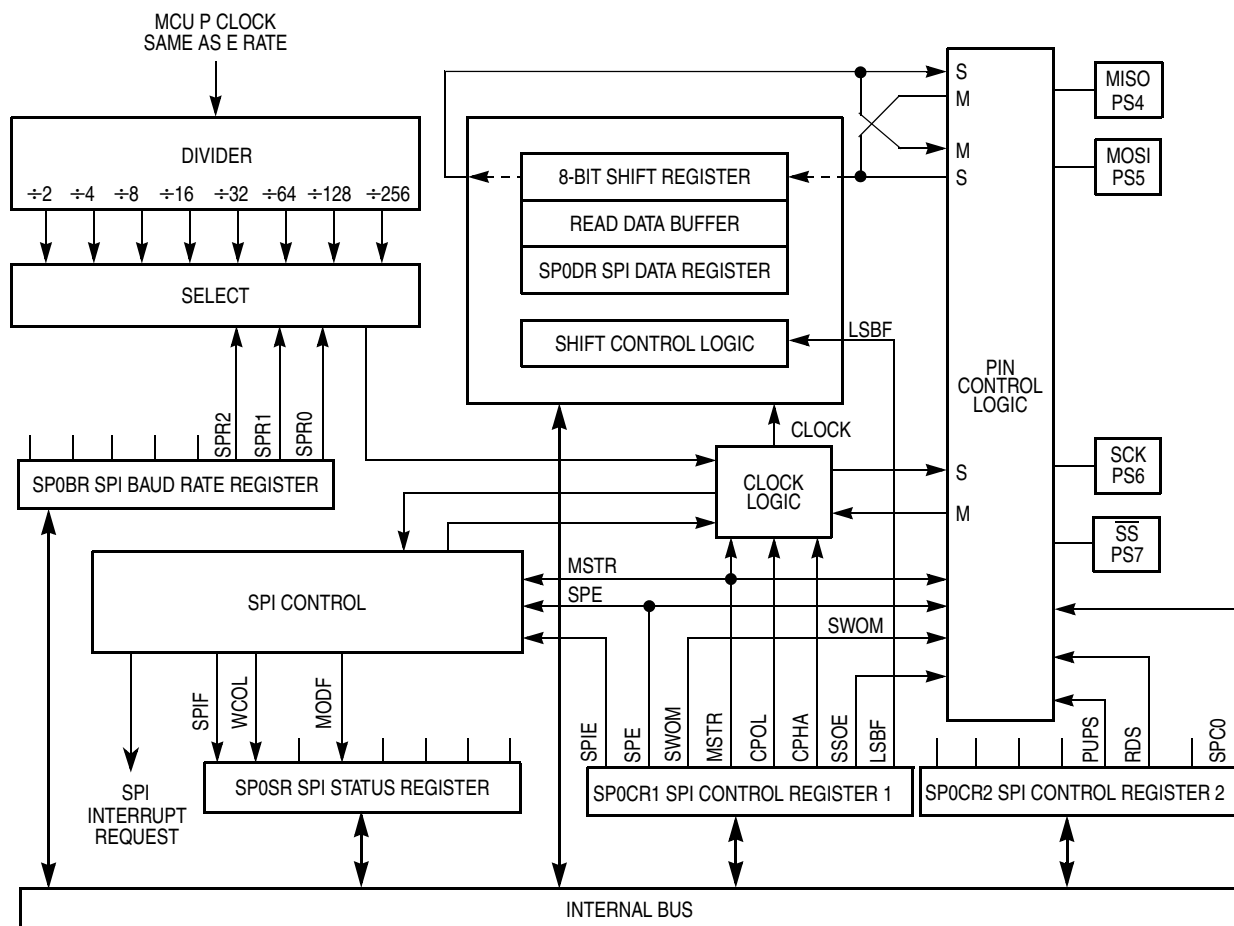 MCU P CLOCK
SAME AS E RATE
DIVIDER
÷2 ÷4 ÷8 ÷16 ÷32 ÷64 ÷128 ÷256
SELECT
SPR2
SPR1
SPR0
SP0BR SPI BAUD RATE REGISTER
8-BIT SHIFT REGISTER
READ DATA BUFFER
SP0DR SPI DATA REGISTER
SHIFT CONTROL LOGIC
LSBF
CLOCK
CLOCK
LOGIC
S
M
M
S
PIN
CONTROL
LOGIC
S
M
MISO
PS4
MOSI
PS5
SCK
PS6
SS
PS7
SPI CONTROL
MSTR
SPE
SWOM
SPIF
WCOL
MODF
SPI
INTERRUPT
REQUEST
SP0SR SPI STATUS REGISTER
SPIE
SPE
SWOM
MSTR
CPOL
CPHA
SSOE
LSBF
SP0CR1 SPI CONTROL REGISTER 1
PUPS
RDS
SPC0
SP0CR2 SPI CONTROL REGISTER 2
INTERNAL BUS